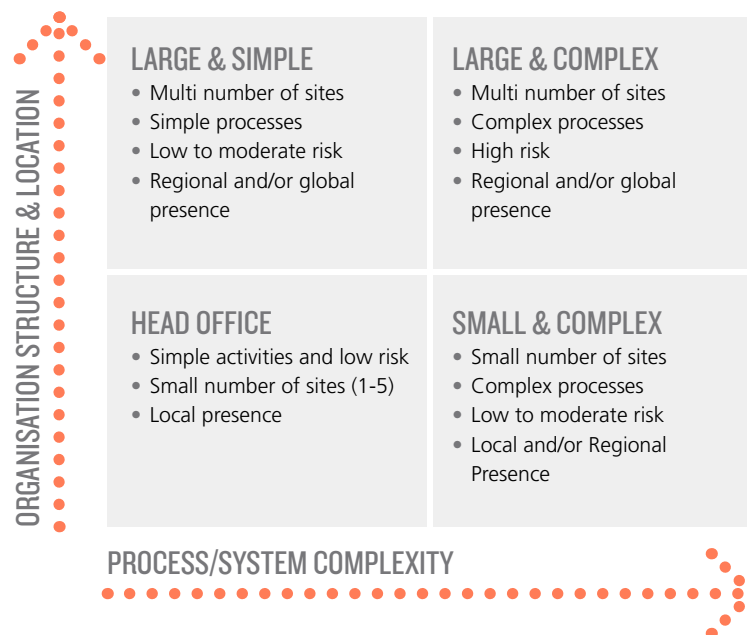 ORGANISATION STRUCTURE & LOCATION
LARGE & SIMPLE
• Multi number of sites
• Simple processes
• Low to moderate risk
• Regional and/or global
presence
LARGE & COMPLEX
• Multi number of sites
• Complex processes
• High risk
• Regional and/or global
presence
HEAD OFFICE
• Simple activities and low risk
• Small number of sites (1-5)
• Local presence
SMALL & COMPLEX
• Small number of sites
• Complex processes
• Low to moderate risk
• Local and/or Regional
Presence
PROCESS/SYSTEM COMPLEXITY